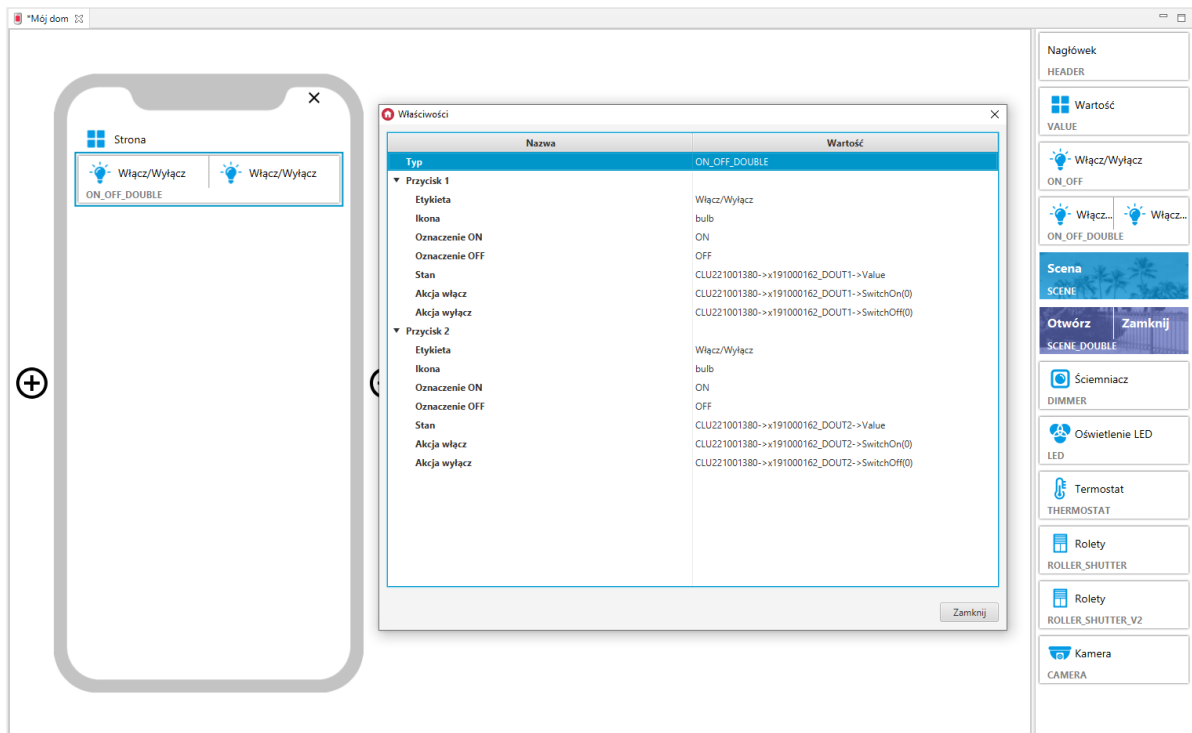 *Mój dom
Strona
Włącz/Wyłącz Włącz/Wyłącz
ON_OFF_DOUBLE
Właściwości
Nazwa Wartość
Typ ON_OFF_DOUBLE
Przycisk 1
Etykieta Włącz/Wyłącz
Ikona bulb
Oznaczenie ON ON
Oznaczenie OFF OFF
Stan CLU221001380->x191000162_DOUT1->Value
Akcja włącz CLU221001380->x191000162_DOUT1->SwitchOn(0)
Akcja wyłącz CLU221001380->x191000162_DOUT1->SwitchOff(0)
Przycisk 2
Etykieta Włącz/Wyłącz
Ikona bulb
Oznaczenie ON ON
Oznaczenie OFF OFF
Stan CLU221001380->x191000162_DOUT2->Value
Akcja włącz CLU221001380->x191000162_DOUT2->SwitchOn(0)
Akcja wyłącz CLU221001380->x191000162_DOUT2->SwitchOff(0)
Zamknij
Nagłówek
HEADER
Wartość
VALUE
Włącz/Wyłącz
ON_OFF
Włącz... Włącz...
ON_OFF_DOUBLE
Scena
SCENE
Otwórz Zamknij
SCENE_DOUBLE
Ściemniacz
DIMMER
Oświetlenie LED
LED
Termostat
THERMOSTAT
Rolety
ROLLER_SHUTTER
Rolety
ROLLER_SHUTTER_V2
Kamera
CAMERA